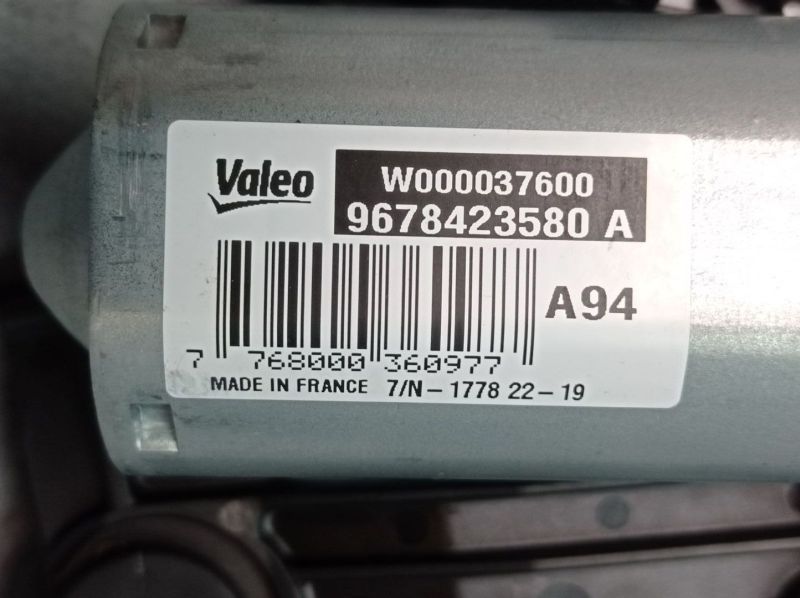 Valeo
W000037600
9678423580 A
A94
7 768000 360977
MADE IN FRANCE 7/N-1778 22-19